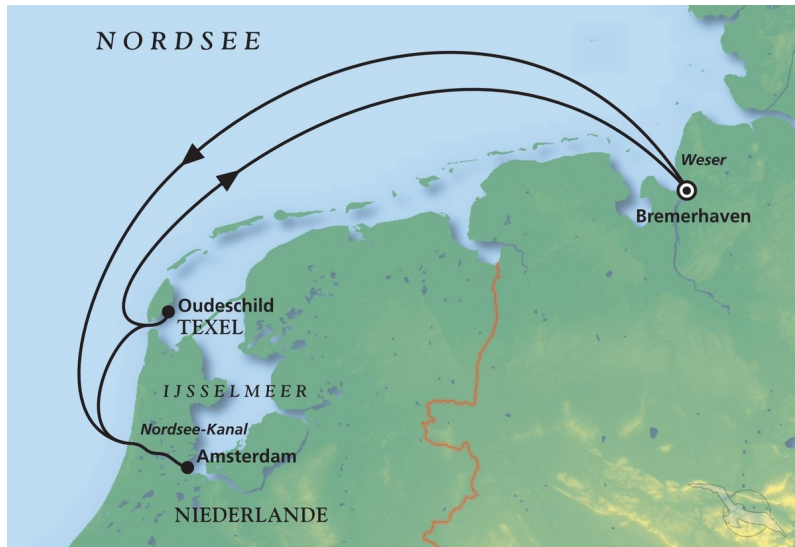 NORDSEE
Weser
Bremerhaven
Oudeschild
TEXEL
IJSSELMEER
Nordsee-Kanal
Amsterdam
NIEDERLANDE